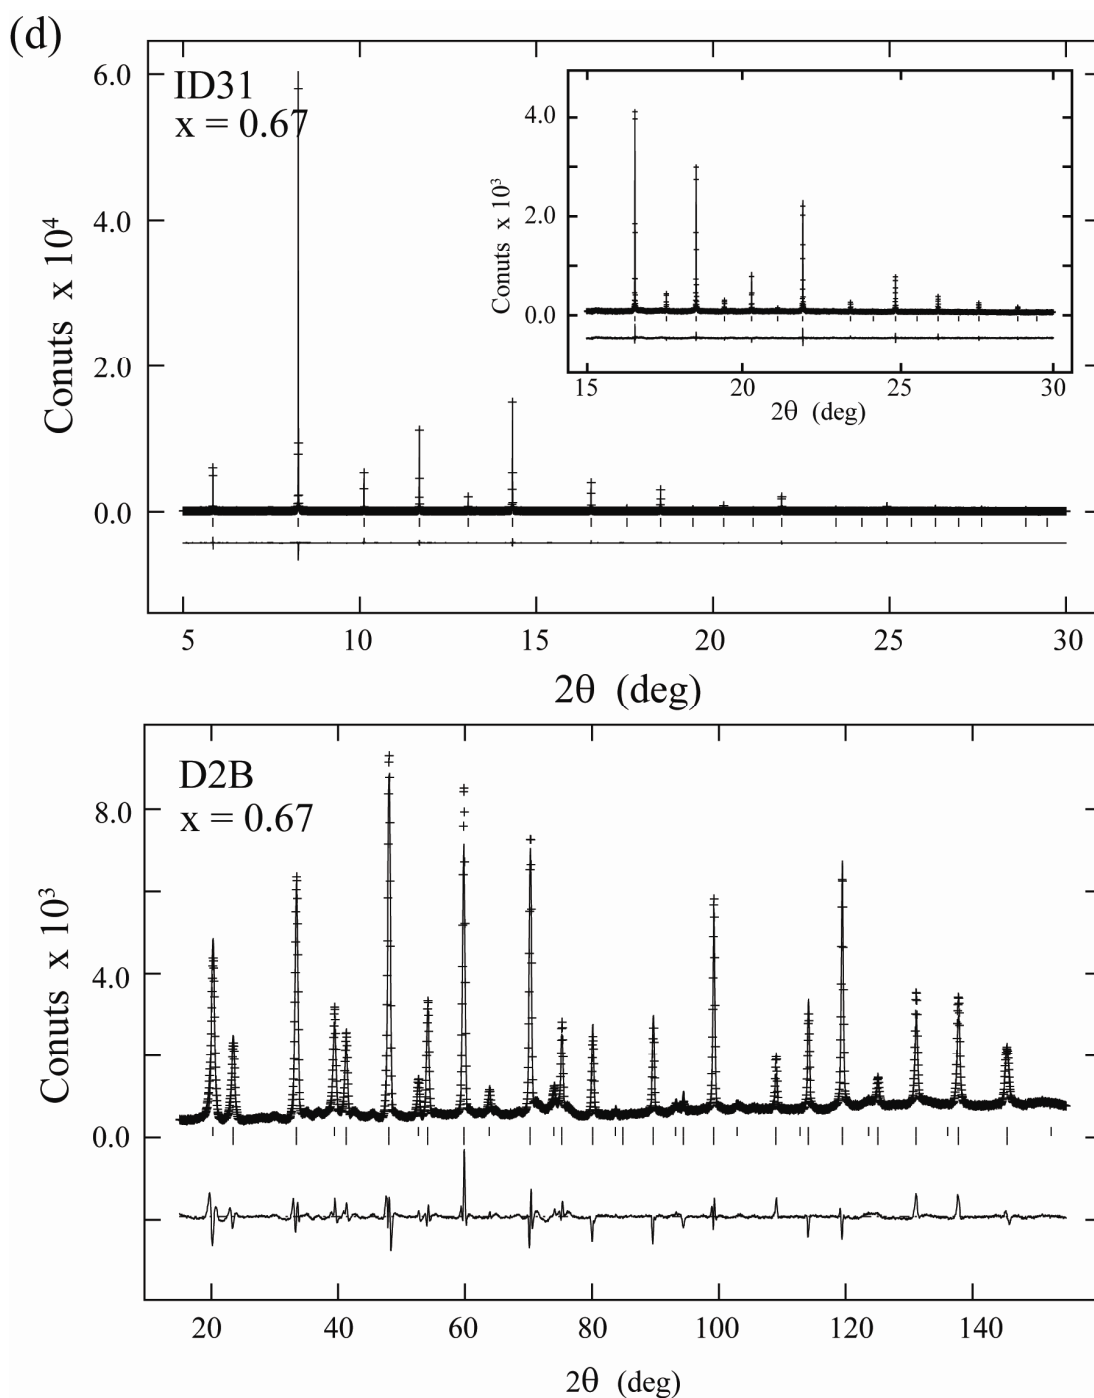 (d)
ID31
x = 0.67
6.0
4.0
2.0
0.0
Conuts x 10⁴
4.0
2.0
0.0
Conuts x 10³
15 20 25 30
2θ (deg)
5 10 15 20 25 30
2θ (deg)
D2B
x = 0.67
8.0
4.0
0.0
Conuts x 10³
20 40 60 80 100 120 140
2θ (deg)